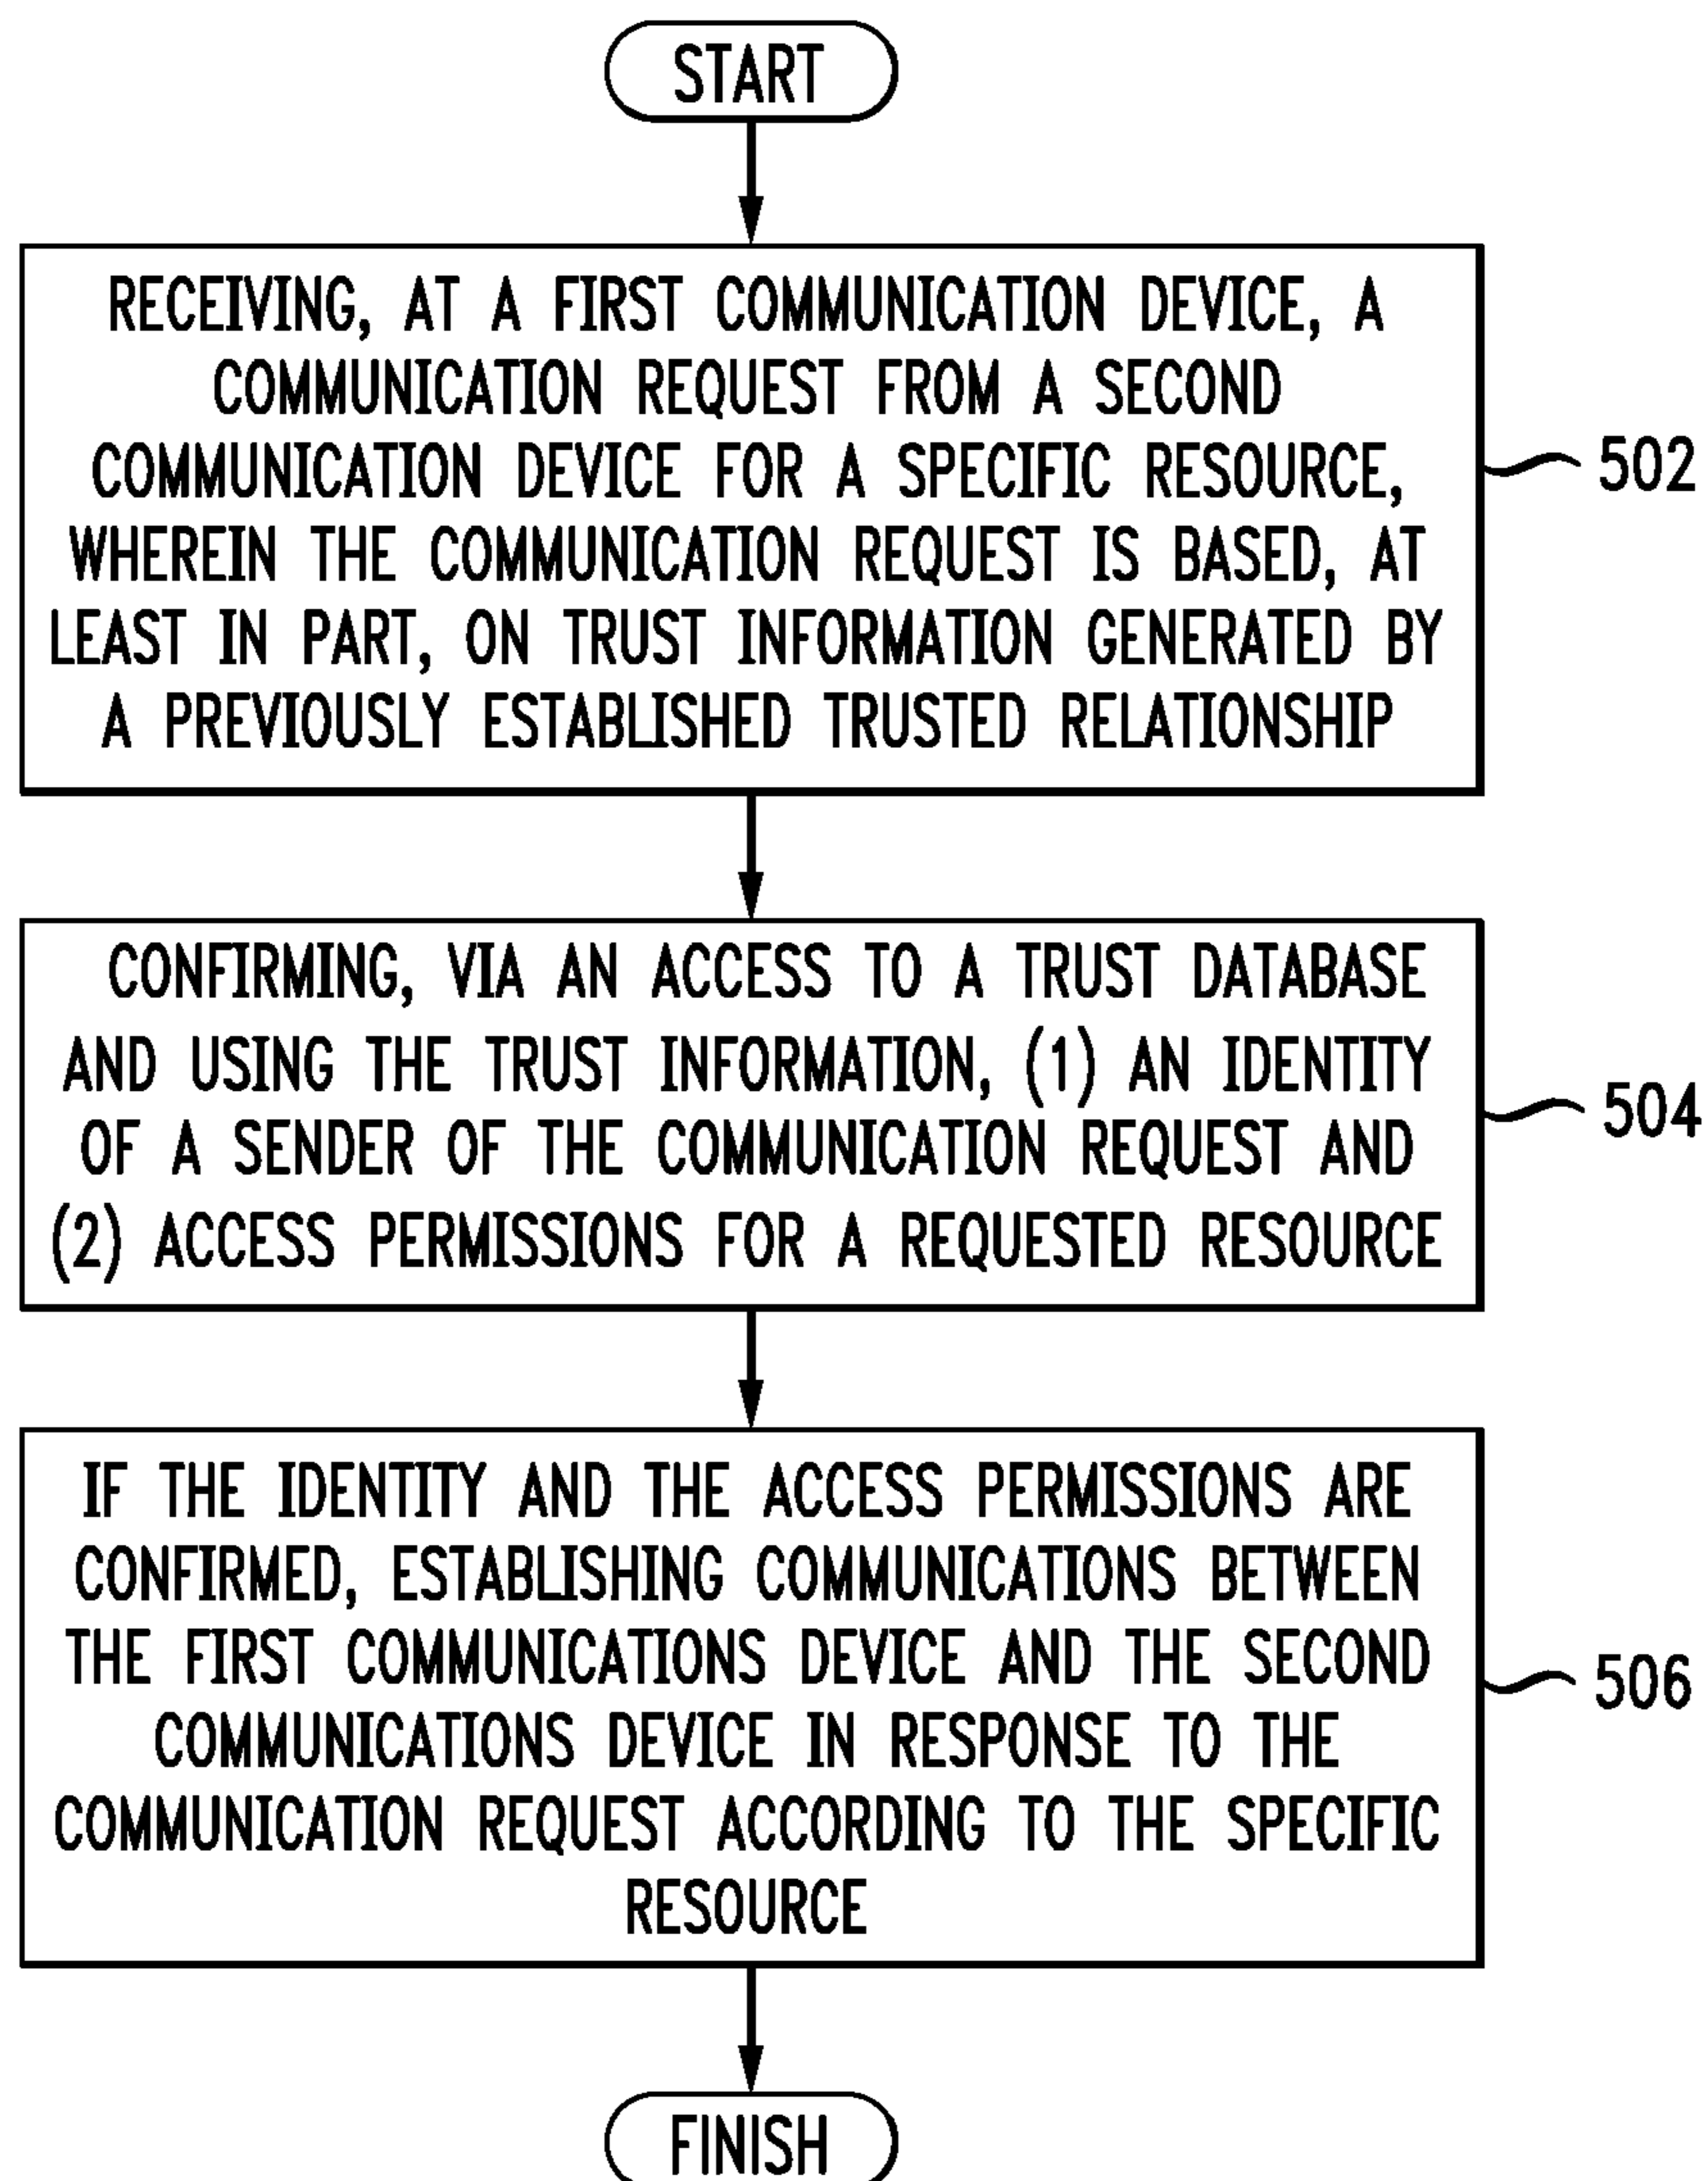 START
RECEIVING, AT A FIRST COMMUNICATION DEVICE, A
COMMUNICATION REQUEST FROM A SECOND
COMMUNICATION DEVICE FOR A SPECIFIC RESOURCE,
WHEREIN THE COMMUNICATION REQUEST IS BASED, AT
LEAST IN PART, ON TRUST INFORMATION GENERATED BY
A PREVIOUSLY ESTABLISHED TRUSTED RELATIONSHIP
502
CONFIRMING, VIA AN ACCESS TO A TRUST DATABASE
AND USING THE TRUST INFORMATION, (1) AN IDENTITY
OF A SENDER OF THE COMMUNICATION REQUEST AND
(2) ACCESS PERMISSIONS FOR A REQUESTED RESOURCE
504
IF THE IDENTITY AND THE ACCESS PERMISSIONS ARE
CONFIRMED, ESTABLISHING COMMUNICATIONS BETWEEN
THE FIRST COMMUNICATIONS DEVICE AND THE SECOND
COMMUNICATIONS DEVICE IN RESPONSE TO THE
COMMUNICATION REQUEST ACCORDING TO THE SPECIFIC
RESOURCE
506
FINISH